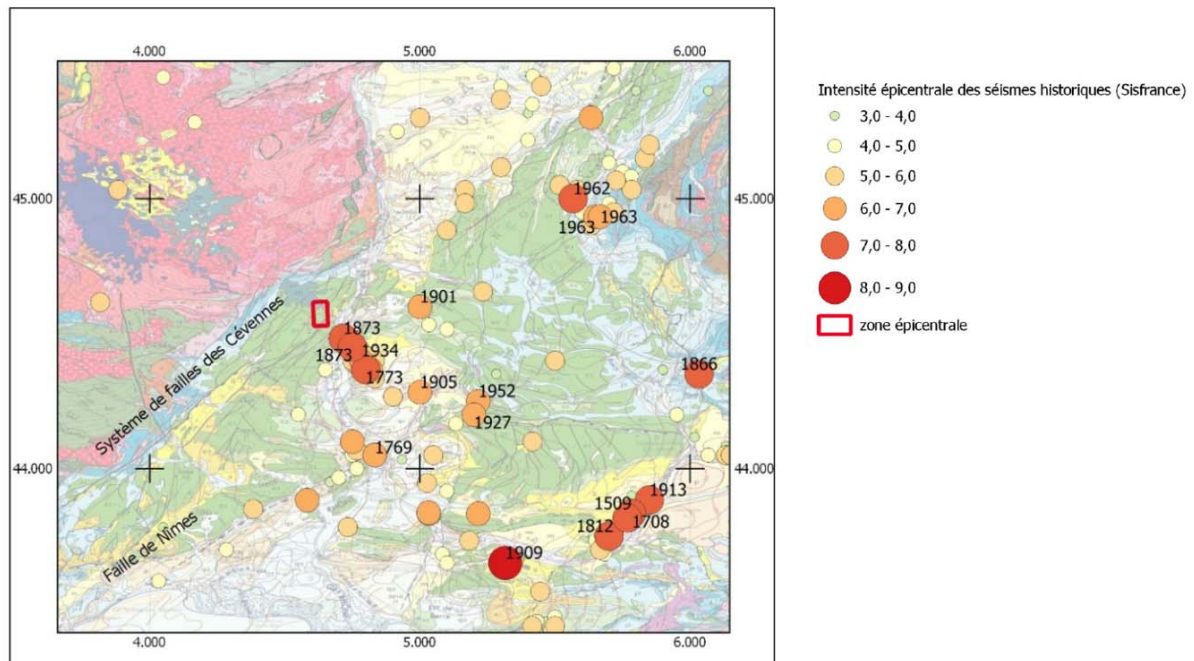 4.000 5.000 6.000
Intensité épicentrale des séismes historiques (Sisfrance)
3,0 - 4,0
4,0 - 5,0
5,0 - 6,0
6,0 - 7,0
7,0 - 8,0
8,0 - 9,0
zone épicentrale
45.000 45.000
1962
1963
1963
1901
Système de failles des Cévennes
1873
1873
1934
1773
1866
1905
1952
1927
1769
44.000 44.000
Faille de Nîmes
1913
1509
1708
1812
1909
4.000 5.000 6.000